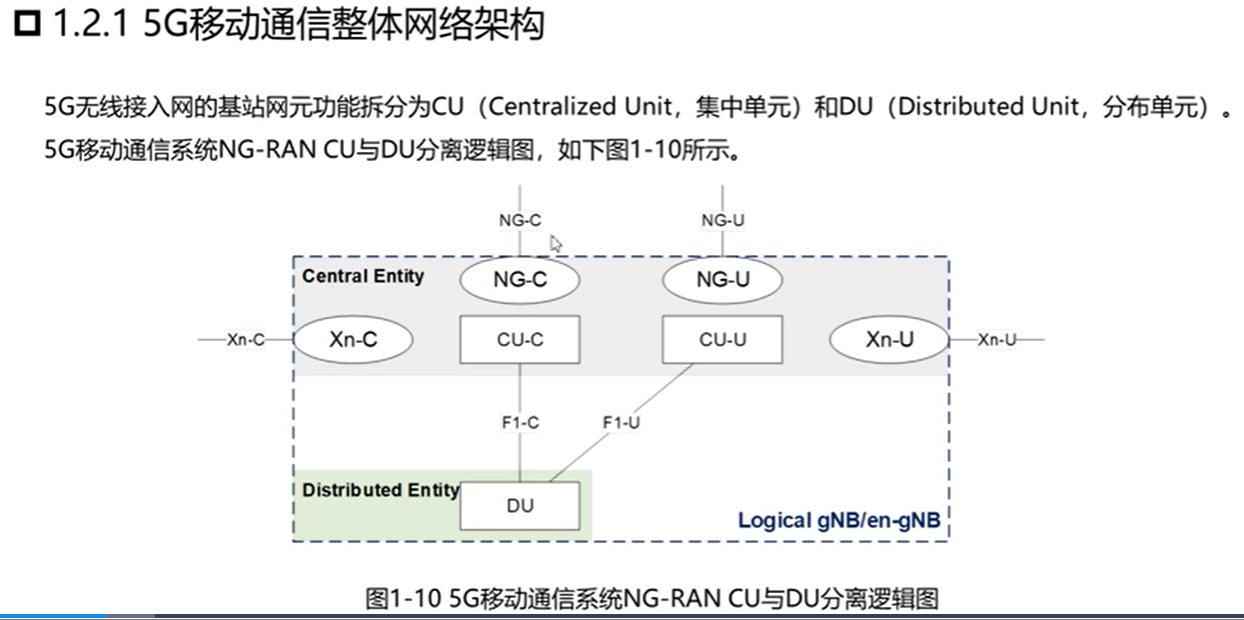 1.2.1 5G移动通信整体网络架构
5G无线接入网的基站网元功能拆分为CU（Centralized Unit，集中单元）和DU（Distributed Unit，分布单元）。
5G移动通信系统NG-RAN CU与DU分离逻辑图，如下图1-10所示。
NG-C
NG-U
Central Entity
NG-C
NG-U
Xn-C
Xn-C
CU-C
CU-U
Xn-U
Xn-U
F1-C
F1-U
Distributed Entity
DU
Logical gNB/en-gNB
图1-10 5G移动通信系统NG-RAN CU与DU分离逻辑图